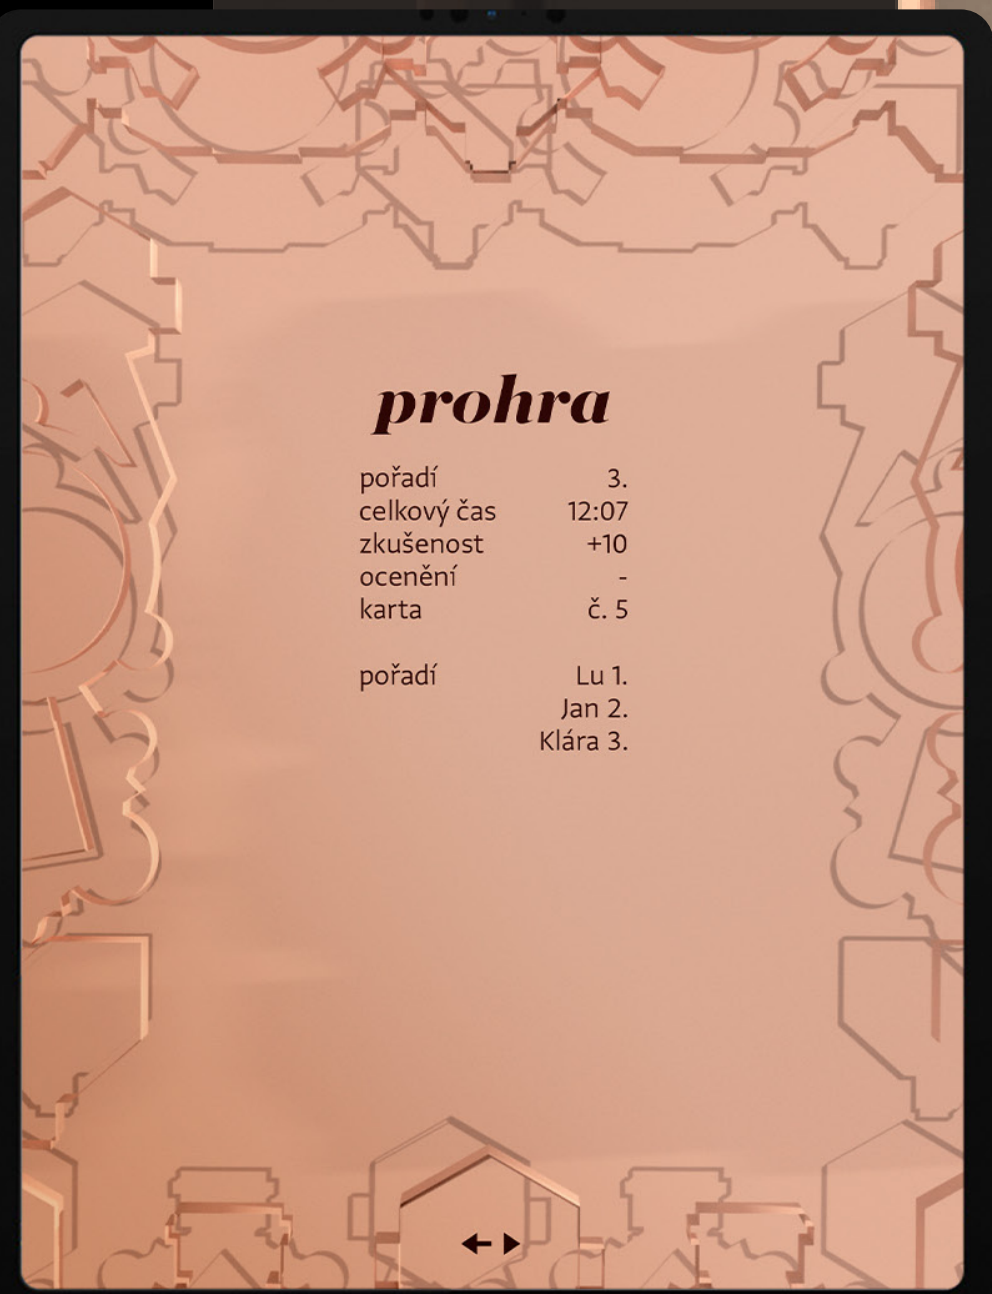 prohra
pořadí 3.
celkový čas 12:07
zkušenost +10
ocenění -
karta č. 5
pořadí Lu 1.
Jan 2.
Klára 3.